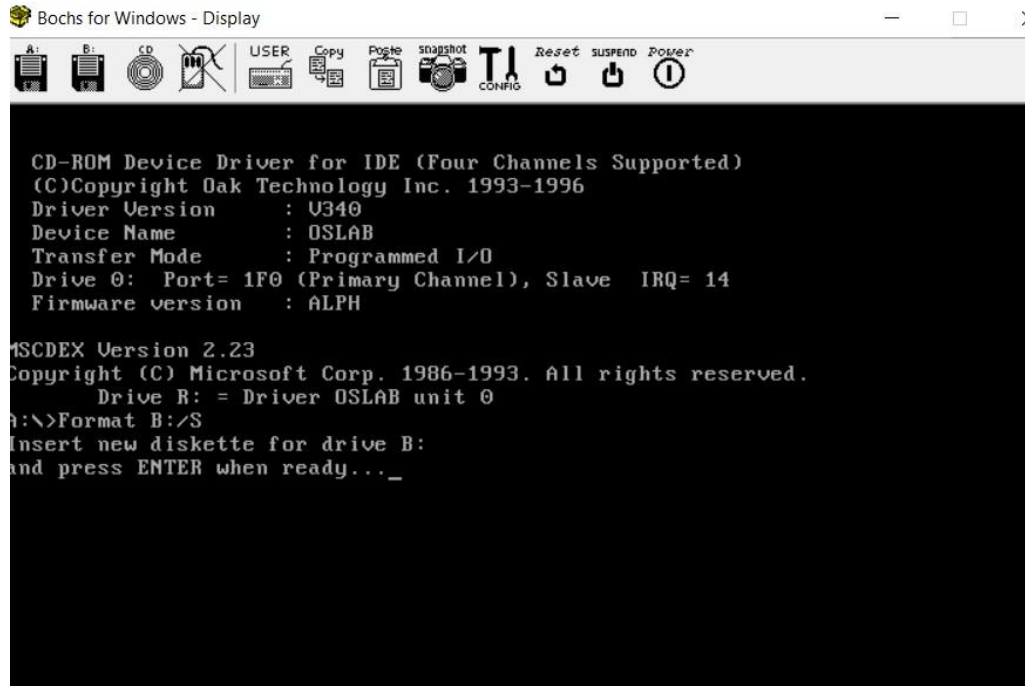 Bochs for Windows - Display
A: B: CD USER Copy Paste snapshot CONFIG Reset SUSPEND Power
CD-ROM Device Driver for IDE (Four Channels Supported)
(C)Copyright Oak Technology Inc. 1993-1996
Driver Version : V340
Device Name : OSLAB
Transfer Mode : Programmed I/O
Drive 0: Port= 1F0 (Primary Channel), Slave IRQ= 14
Firmware version : ALPH
MSCDEX Version 2.23
Copyright (C) Microsoft Corp. 1986-1993. All rights reserved.
Drive R: = Driver OSLAB unit 0
A:\>Format B:/S
Insert new diskette for drive B:
and press ENTER when ready..._